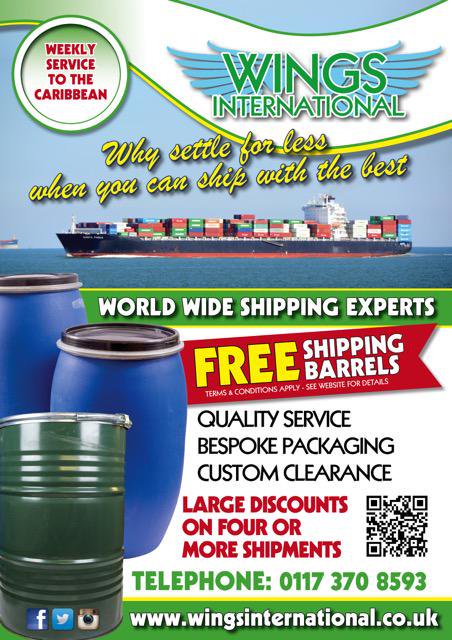 WEEKLY
SERVICE
TO THE
CARIBBEAN
WINGS
INTERNATIONAL
Why settle for less
when you can ship with the best
WORLD WIDE SHIPPING EXPERTS
FREE SHIPPING
BARRELS
TERMS & CONDITIONS APPLY - SEE WEBSITE FOR DETAILS
QUALITY SERVICE
BESPOKE PACKAGING
CUSTOM CLEARANCE
LARGE DISCOUNTS
ON FOUR OR
MORE SHIPMENTS
TELEPHONE: 0117 370 8593
www.wingsinternational.co.uk